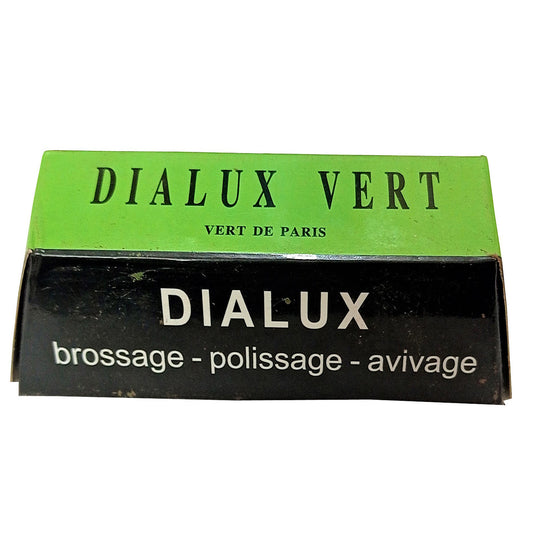 DIALUX VERT
VERT DE PARIS
DIALUX
brossage - polissage - avivage